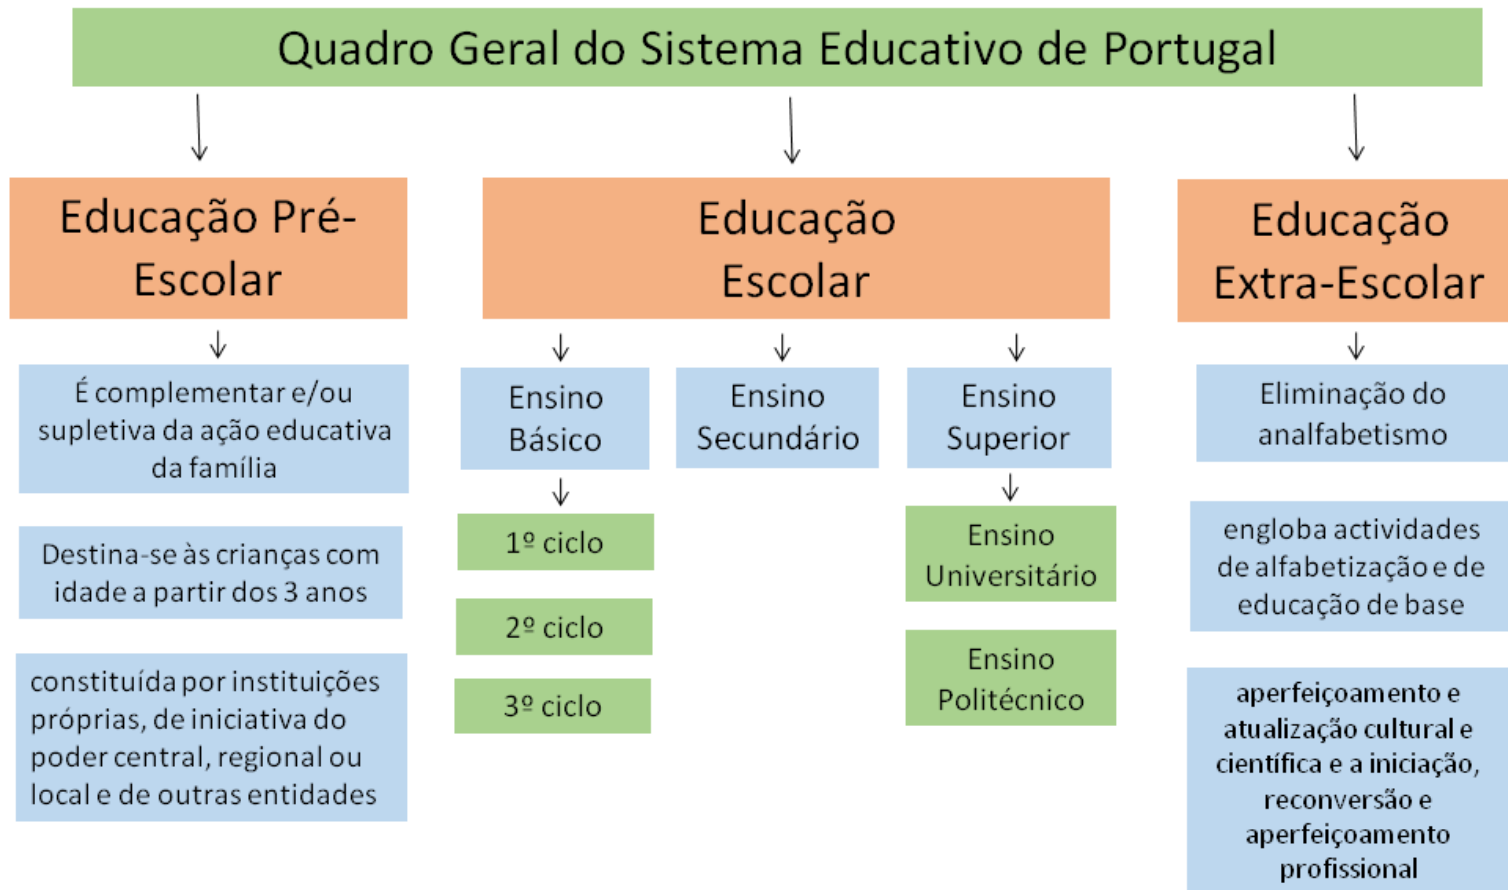 Quadro Geral do Sistema Educativo de Portugal
Educação Pré-
Escolar
É complementar e/ou
supletiva da ação educativa
da família
Destina-se às crianças com
idade a partir dos 3 anos
constituída por instituições
próprias, de iniciativa do
poder central, regional ou
local e de outras entidades
Educação
Escolar
Ensino
Básico
1º ciclo
2º ciclo
3º ciclo
Ensino
Secundário
Ensino
Superior
Ensino
Universitário
Ensino
Politécnico
Educação
Extra-Escolar
Eliminação do
analfabetismo
engloba actividades
de alfabetização e de
educação de base
aperfeiçoamento e
atualização cultural e
científica e a iniciação,
reconversão e
aperfeiçoamento
profissional